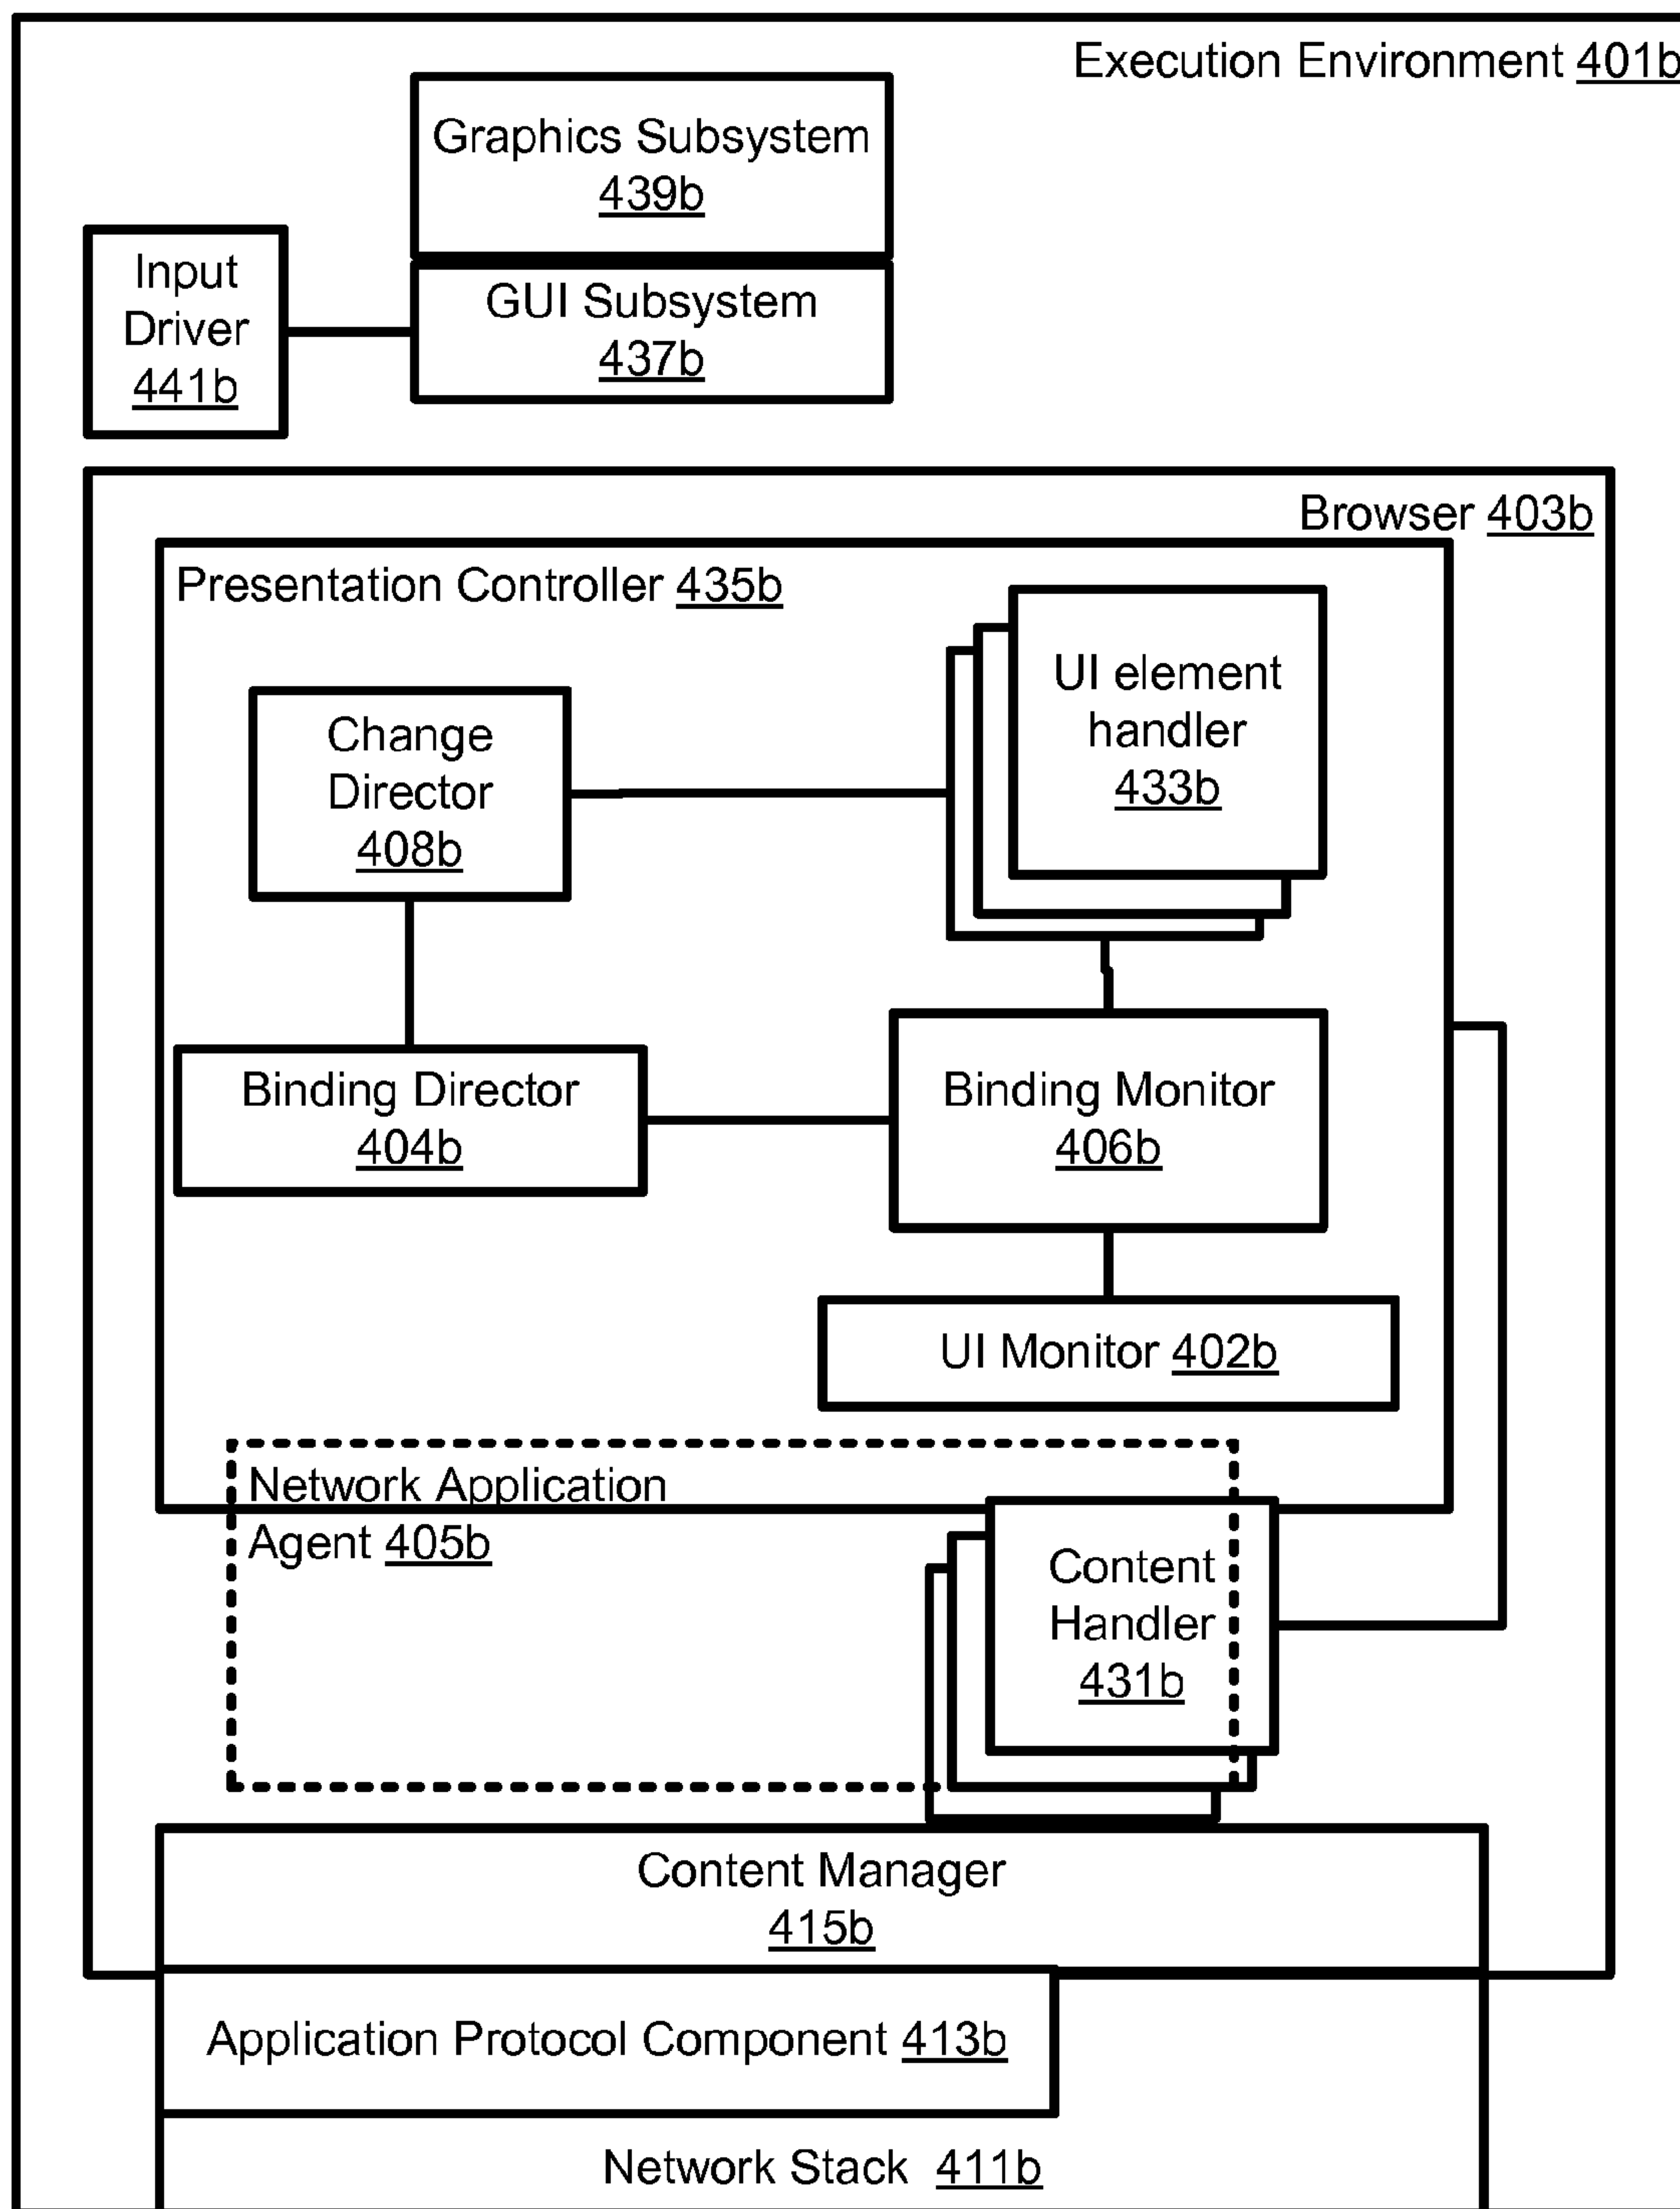 Execution Environment 401b
Graphics Subsystem
439b
Input
Driver
441b
GUI Subsystem
437b
Browser 403b
Presentation Controller 435b
UI element
handler
433b
Change
Director
408b
Binding Director
404b
Binding Monitor
406b
UI Monitor 402b
Network Application
Agent 405b
Content
Handler
431b
Content Manager
415b
Application Protocol Component 413b
Network Stack 411b